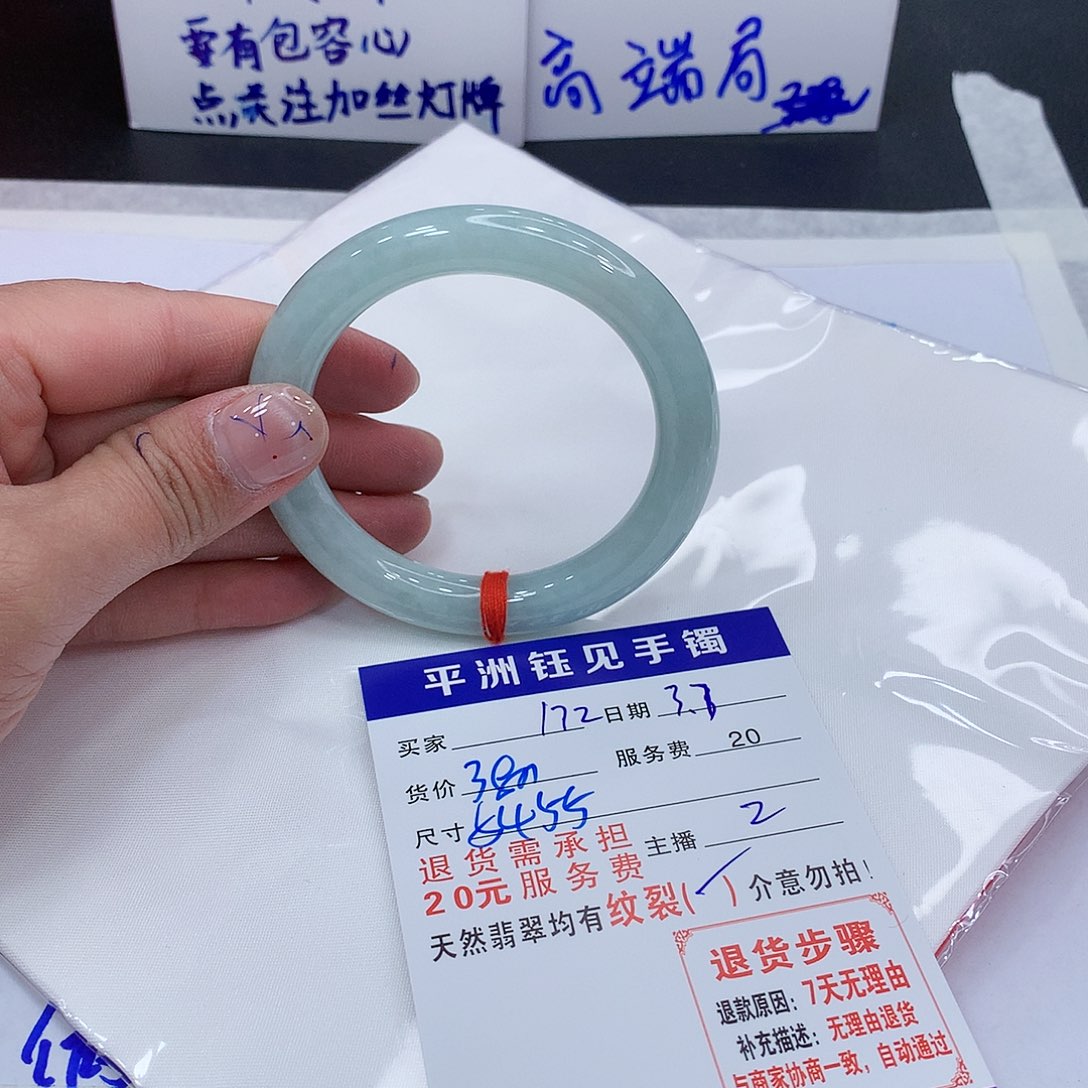 要有包容心
点关注加丝灯牌
高端局
平洲钰见手镯
买家 172 日期 3.3
货价 服务费 20
尺寸 6455 主播 2
退货需承担
20元服务费
天然翡翠均有纹裂(✓)介意勿拍!
退货步骤
退款原因:7天无理由
补充描述:无理由退货
与商家协商一致,自动通过